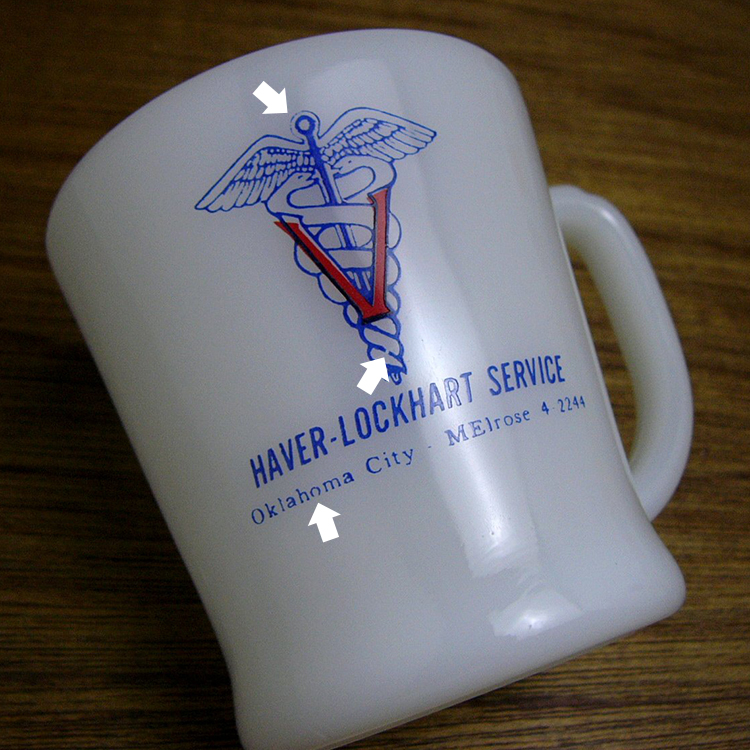 V
HAVER-LOCKHART SERVICE
Oklahoma City - MElrose 4-2244